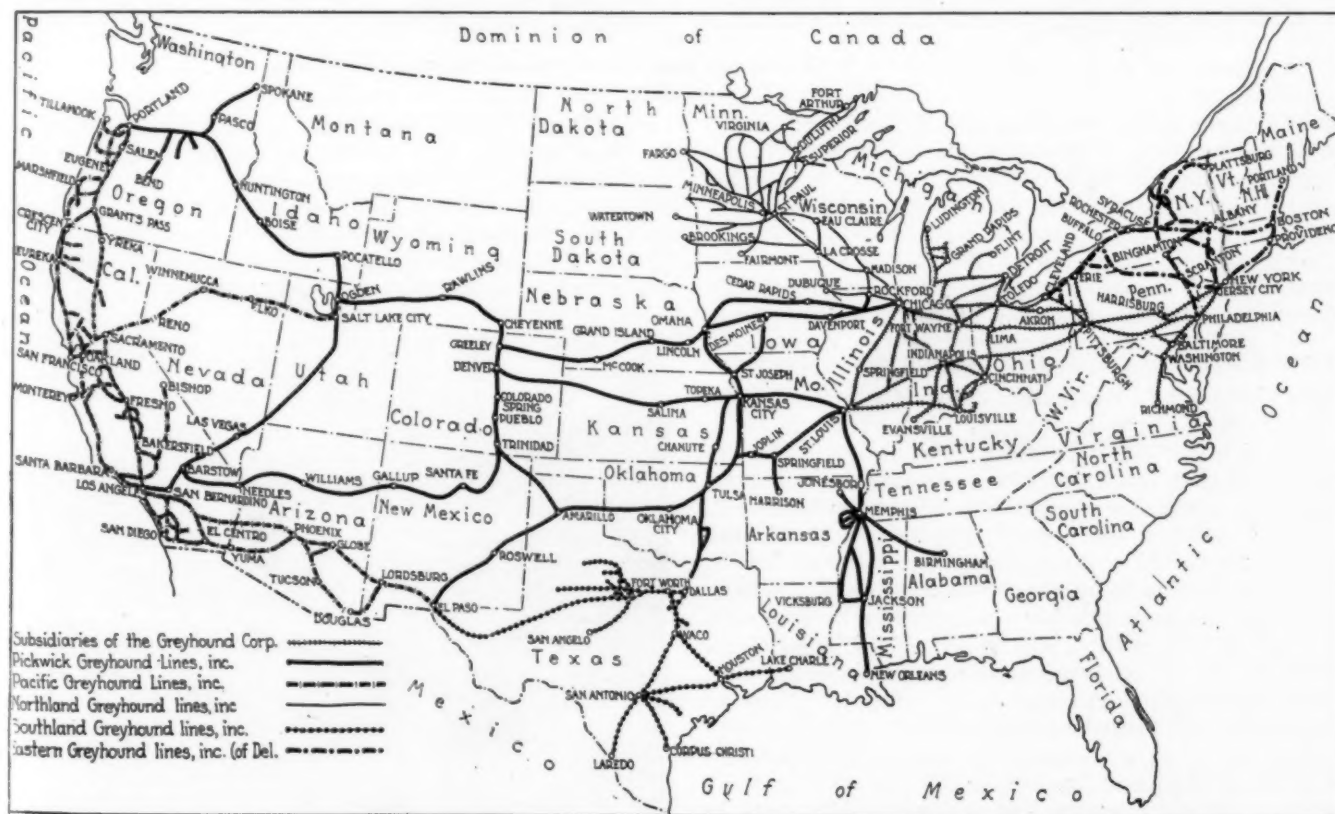 Dominion of Canada
Pacific Ocean
Washington
SPOKANE
TILLAMOOK
PORTLAND
PASCO
Montana
North Dakota
Minn.
FORT ARTHUR
VIRGINIA
DULUTH
SUPERIOR
FARGO
Maine
SALEM
EUGENE
BEND
MARSHFIELD
Oregon
HUNTINGTON
BOISE
Idaho
Wyoming
South Dakota
MINNEAPOLIS
ST. PAUL
WATERTOWN
BROOKINGS
FAIRMONT
Wisconsin
EAU CLAIRE
LA CROSSE
Michigan
LUDINGTON
GRAND RAPIDS
FLINT
DETROIT
PLATTSBURG
Vt.
PORTLAND
N.H.
N.Y.
SYRACUSE
ROCHESTER
BUFFALO
ALBANY
BOSTON
PROVIDENC
BINGHAMTON
SCRANTON
NEW YORK
JERSEY CITY
CRESCENT CITY
GRANTS PASS
EUREKA
YREKA
Cal.
WINNEMUCCA
POCATELLO
OGDEN
RAWLINS
ELKO
SALT LAKE CITY
RENO
SACRAMENTO
OAKLAND
SAN FRANCISCO
Nevada
Utah
CHEYENNE
GREELEY
DENVER
Nebraska
GRAND ISLAND
OMAHA
LINCOLN
McCOOK
CEDAR RAPIDS
DUBUQUE
MADISON
ROCKFORD
CHICAGO
DES MOINES
DAVENPORT
Iowa
Illinois
FORT WAYNE
TOLEDO
CLEVELAND
ERIE
AKRON
LIMA
Penn.
HARRISBURG
PITTSBURGH
PHILADELPHIA
BALTIMORE
WASHINGTON
INDIANAPOLIS
Ohio
CINCINNATI
Ind.
SPRINGFIELD
W. Vir.
RICHMOND
MONTEREY
BISHOP
FRESNO
LAS VEGAS
BAKERSFIELD
Colorado
COLORADO SPRING
PUEBLO
TRINIDAD
SALINA
TOPEKA
ST JOSEPH
KANSAS CITY
Mo.
Kansas
CHANUTE
JOPLIN
ST. LOUIS
SPRINGFIELD
EVANSVILLE
LOUISVILLE
Kentucky
Virginia
SANTA BARBARA
LOS ANGELE
BARSTOW
SAN BERNARDINO
NEEDLES
WILLIAMS
GALLUP
SANTA FE
Arizona
New Mexico
Oklahoma
TULSA
HARRISON
JONESBORO
Tennessee
North Carolina
SAN DIEGO
EL CENTRO
YUMA
PHOENIX
GLOBE
TUCSON
DOUGLAS
LORDSBURG
ROSWELL
AMARILLO
OKLAHOMA CITY
Arkansas
MEMPHIS
BIRMINGHAM
Alabama
South Carolina
Georgia
Atlantic Ocean
EL PASO
FORT WORTH
DALLAS
SAN ANGELO
WACO
Texas
VICKSBURG
JACKSON
Mississippi
Louisiana
HOUSTON
LAKE CHARLE
NEW ORLEANS
Florida
SAN ANTONIO
LAREDO
CORPUS CHRISTI
Mexico
Gulf of Mexico
Subsidiaries of the Greyhound Corp.
Pickwick Greyhound Lines, inc.
Pacific Greyhound Lines, inc.
Northland Greyhound lines, inc
Southland Greyhound lines, inc.
Eastern Greyhound lines, inc. (of Del.